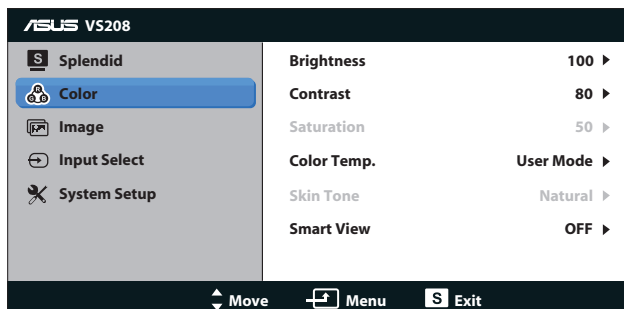 ASUS VS208
S Splendid
Color
Image
Input Select
System Setup
Brightness 100
Contrast 80
Saturation 50
Color Temp. User Mode
Skin Tone Natural
Smart View OFF
Move Menu S Exit